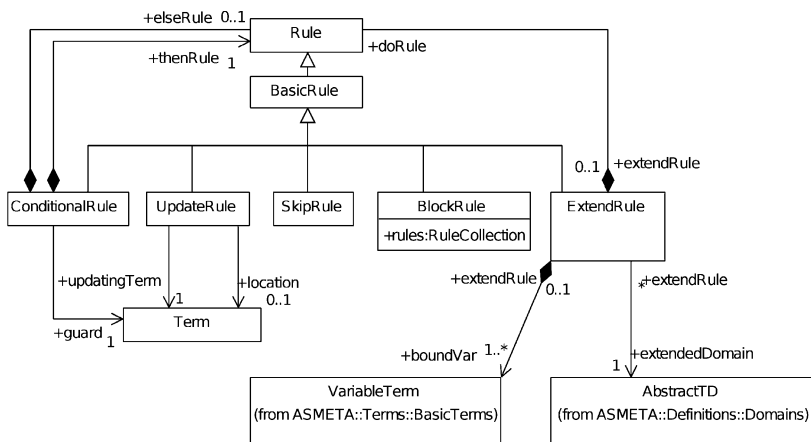 +elseRule 0..1
Rule
+doRule
+thenRule 1
BasicRule
0..1 +extendRule
ConditionalRule
UpdateRule
SkipRule
BlockRule
+rules:RuleCollection
ExtendRule
+updatingTerm
1
+location
0..1
+extendRule
0..1
+extendRule
*
Term
+guard
1
+boundVar
1..*
+extendedDomain
1
VariableTerm
(from ASMETA::Terms::BasicTerms)
AbstractTD
(from ASMETA::Definitions::Domains)